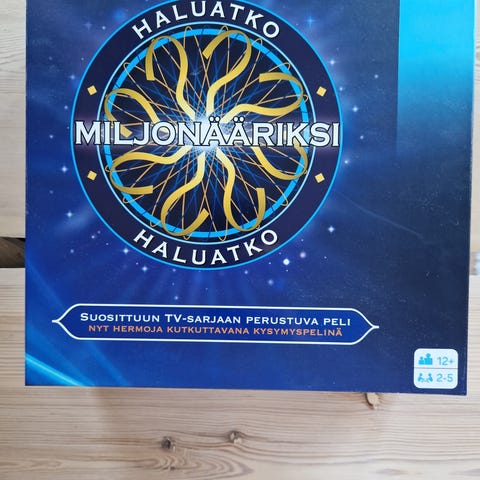 HALUATKO
MILJONÄÄRIKSI
HALUATKO
SUOSITTUUN TV-SARJAAN PERUSTUVA PELI
NYT HERMOJA KUTKUTTAVANA KYSYMYSPELINÄ
12+
2-5